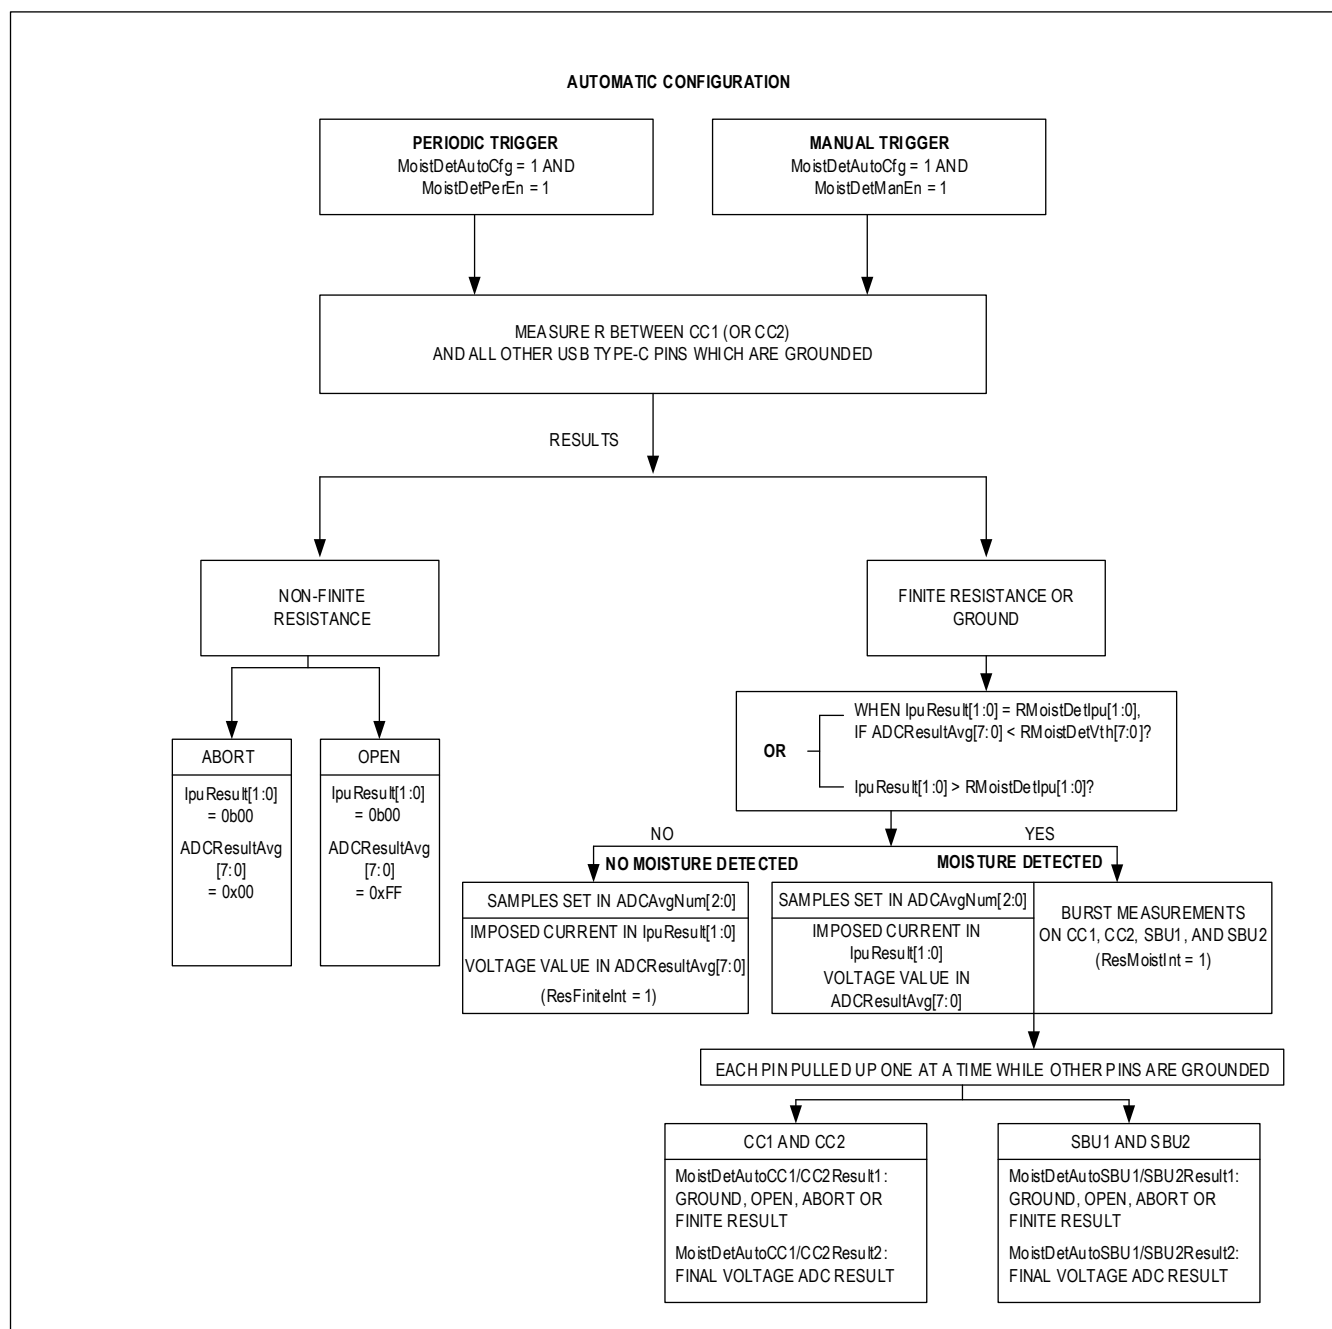 AUTOMATIC CONFIGURATION
PERIODIC TRIGGER
MoistDetAutoCfg = 1 AND
MoistDetPerEn = 1
MANUAL TRIGGER
MoistDetAutoCfg = 1 AND
MoistDetManEn = 1
MEASURE R BETWEEN CC1 (OR CC2)
AND ALL OTHER USB TYPE-C PINS WHICH ARE GROUNDED
RESULTS
NON-FINITE
RESISTANCE
FINITE RESISTANCE OR
GROUND
ABORT
IpuResult[1:0]
= 0b00
ADCResultAvg
[7:0]
= 0x00
OPEN
IpuResult[1:0]
= 0b00
ADCResultAvg
[7:0]
= 0xFF
OR
WHEN IpuResult[1:0] = RMoistDetIpu[1:0],
IF ADCResultAvg[7:0] < RMoistDetVth[7:0]?
IpuResult[1:0] > RMoistDetIpu[1:0]?
NO
YES
NO MOISTURE DETECTED
MOISTURE DETECTED
SAMPLES SET IN ADCAvgNum[2:0]
IMPOSED CURRENT IN IpuResult[1:0]
VOLTAGE VALUE IN ADCResultAvg[7:0]
(ResFiniteInt = 1)
SAMPLES SET IN ADCAvgNum[2:0]
IMPOSED CURRENT IN
IpuResult[1:0]
VOLTAGE VALUE IN
ADCResultAvg[7:0]
BURST MEASUREMENTS
ON CC1, CC2, SBU1, AND SBU2
(ResMoistInt = 1)
EACH PIN PULLED UP ONE AT A TIME WHILE OTHER PINS ARE GROUNDED
CC1 AND CC2
MoistDetAutoCC1/CC2Result1:
GROUND, OPEN, ABORT OR
FINITE RESULT
MoistDetAutoCC1/CC2Result2:
FINAL VOLTAGE ADC RESULT
SBU1 AND SBU2
MoistDetAutoSBU1/SBU2Result1:
GROUND, OPEN, ABORT OR
FINITE RESULT
MoistDetAutoSBU1/SBU2Result2:
FINAL VOLTAGE ADC RESULT